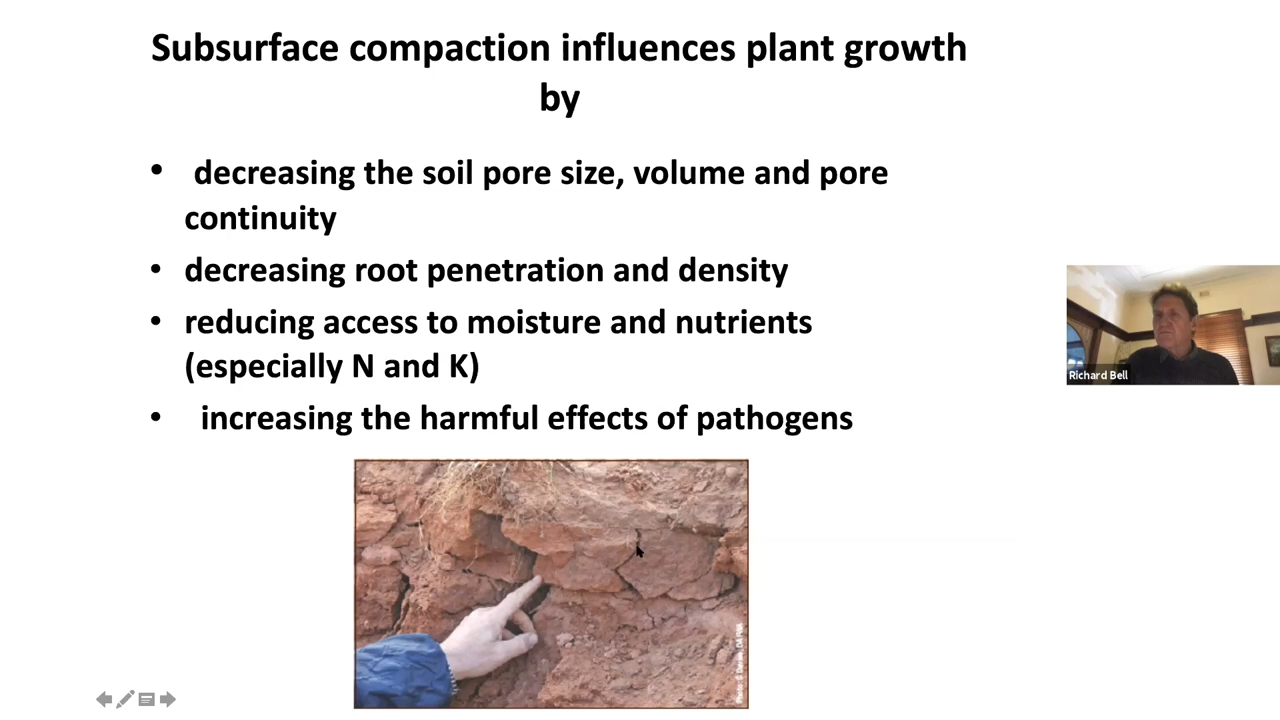 Subsurface compaction influences plant growth
by
• decreasing the soil pore size, volume and pore
continuity
• decreasing root penetration and density
• reducing access to moisture and nutrients
(especially N and K)
• increasing the harmful effects of pathogens
Richard Bell